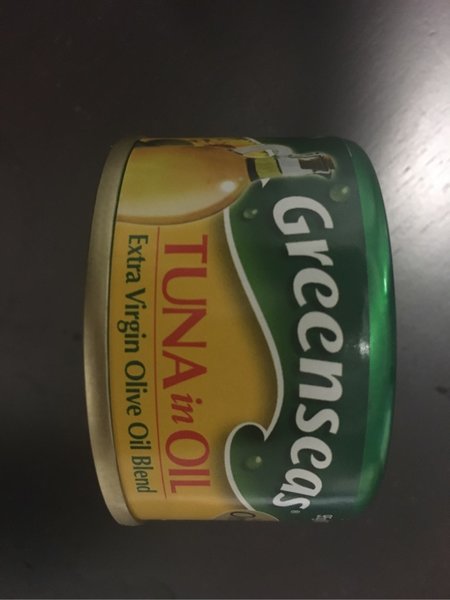 Greenseas
TUNA in OIL
Extra Virgin Olive Oil Blend